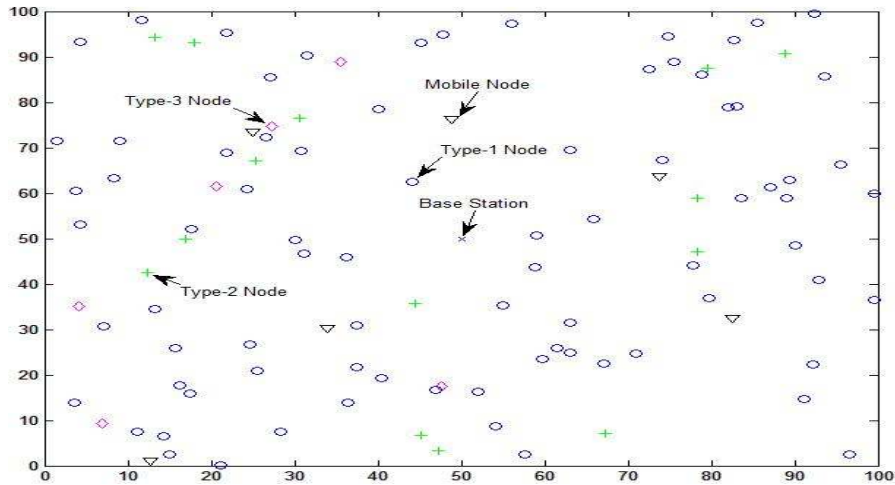 100
90
80
70
60
50
40
30
20
10
0
Type-3 Node
Mobile Node
Type-1 Node
Base Station
Type-2 Node
0 10 20 30 40 50 60 70 80 90 100